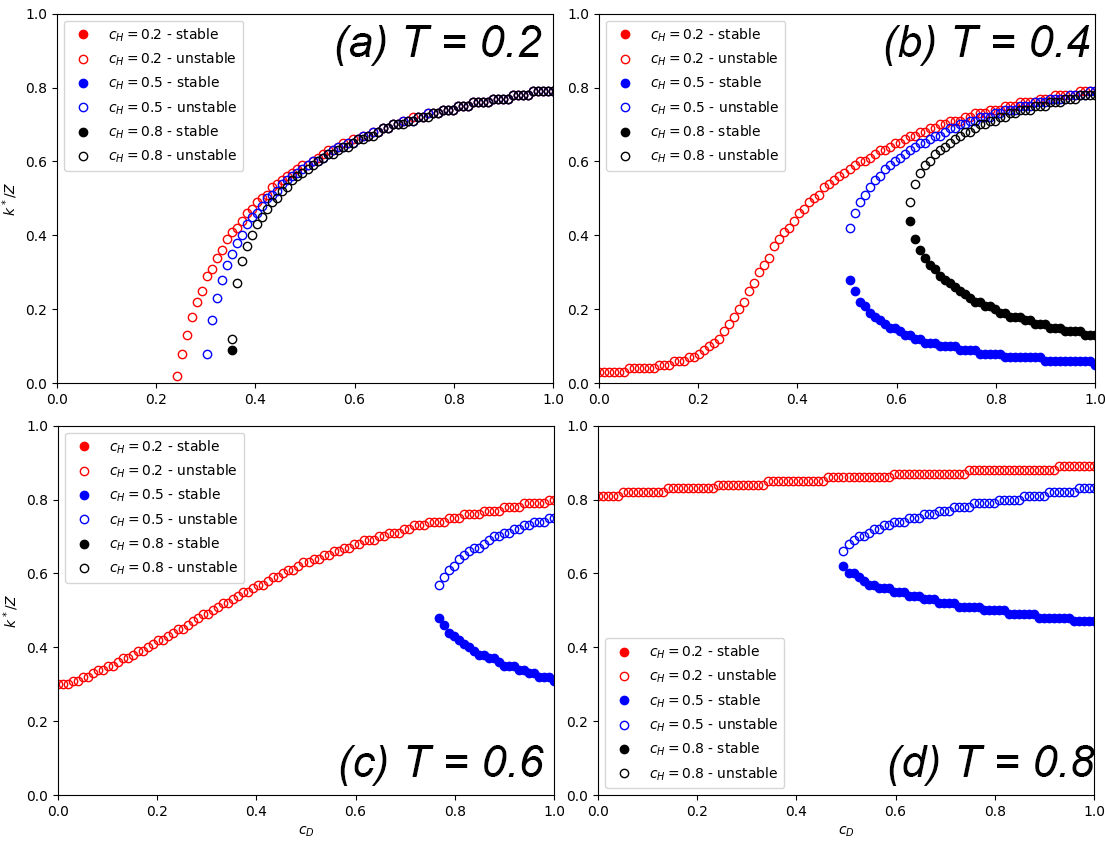 (a) T = 0.2
c_H = 0.2 - stable
c_H = 0.2 - unstable
c_H = 0.5 - stable
c_H = 0.5 - unstable
c_H = 0.8 - stable
c_H = 0.8 - unstable
1.0
0.8
0.6
0.4
0.2
0.0
k*/Z
0.0 0.2 0.4 0.6 0.8 1.0
(b) T = 0.4
c_H = 0.2 - stable
c_H = 0.2 - unstable
c_H = 0.5 - stable
c_H = 0.5 - unstable
c_H = 0.8 - stable
c_H = 0.8 - unstable
1.0
0.8
0.6
0.4
0.2
0.0
0.0 0.2 0.4 0.6 0.8 1.0
c_H = 0.2 - stable
c_H = 0.2 - unstable
c_H = 0.5 - stable
c_H = 0.5 - unstable
c_H = 0.8 - stable
c_H = 0.8 - unstable
(c) T = 0.6
1.0
0.8
0.6
0.4
0.2
0.0
k*/Z
0.0 0.2 0.4 0.6 0.8 1.0
c_D
c_H = 0.2 - stable
c_H = 0.2 - unstable
c_H = 0.5 - stable
c_H = 0.5 - unstable
c_H = 0.8 - stable
c_H = 0.8 - unstable
(d) T = 0.8
1.0
0.8
0.6
0.4
0.2
0.0
0.0 0.2 0.4 0.6 0.8 1.0
c_D